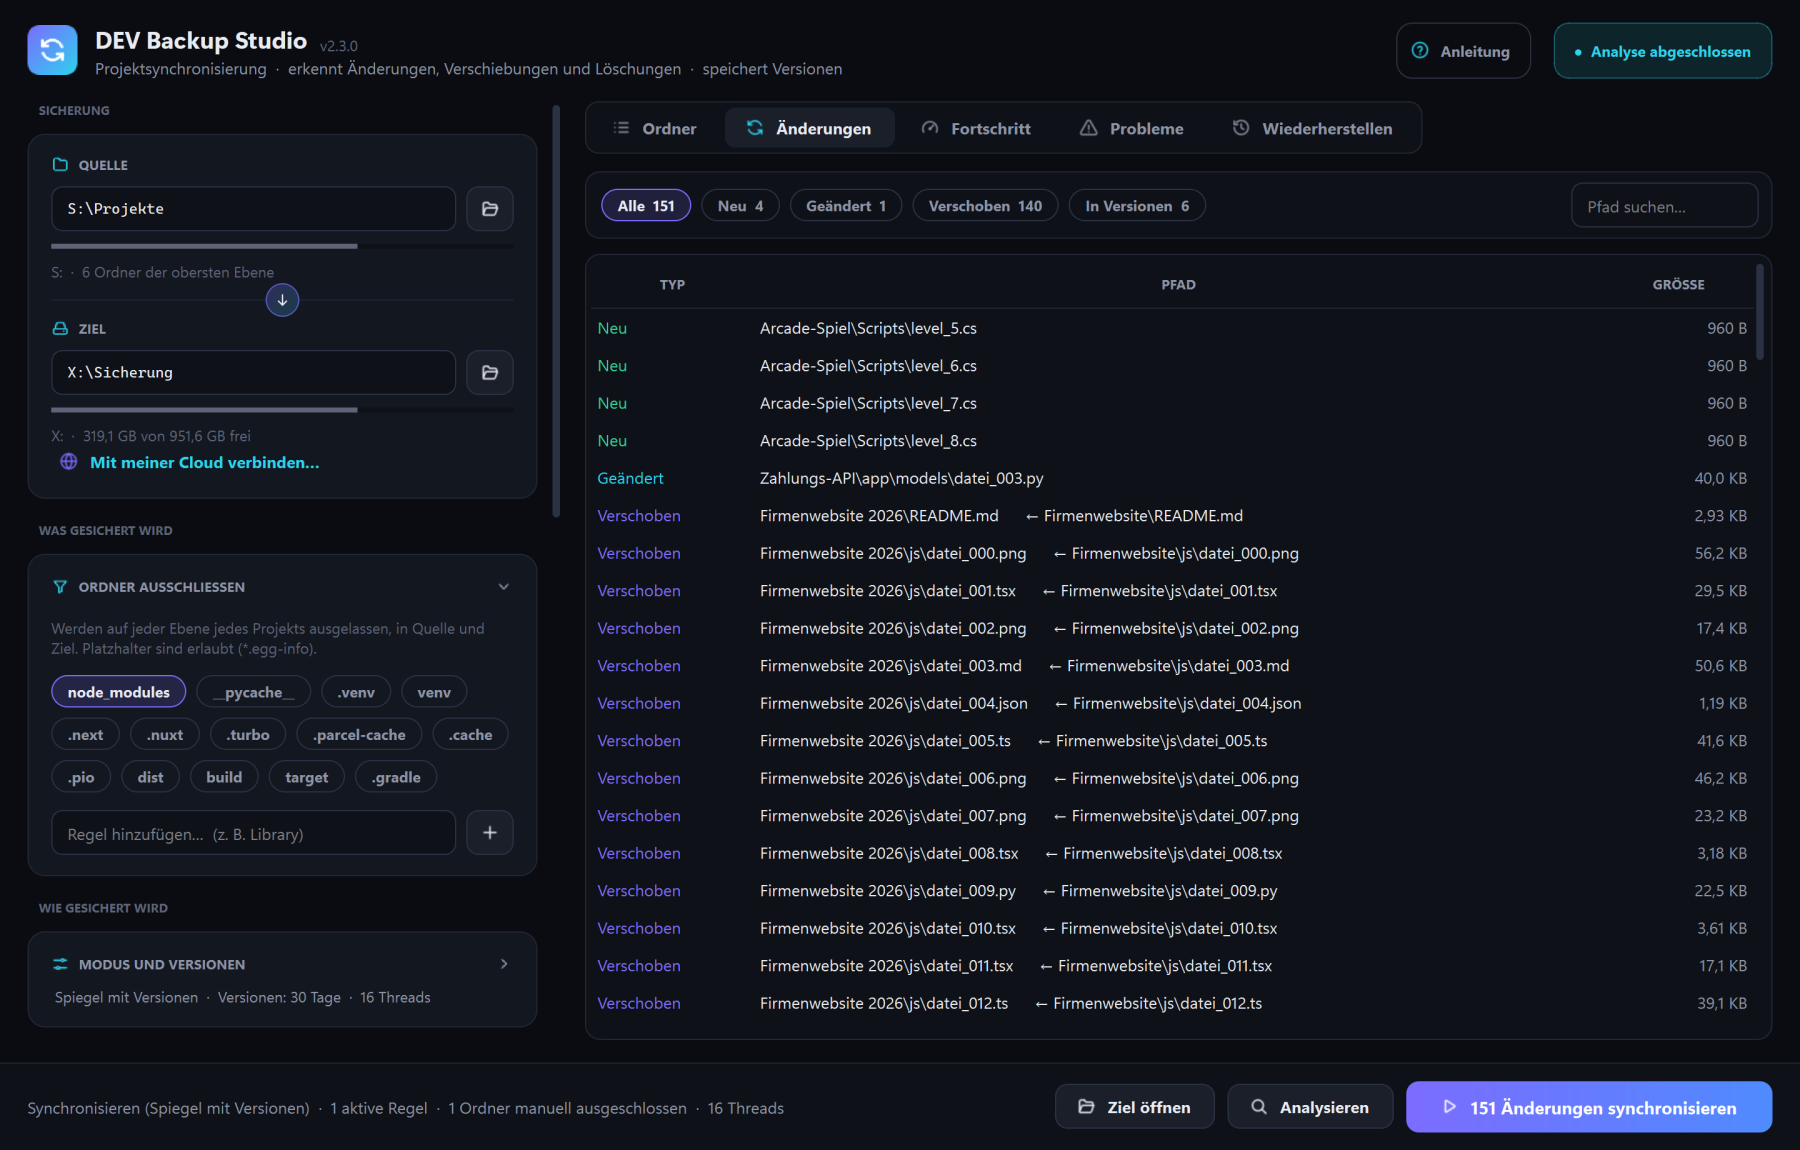 DEV Backup Studio v2.3.0
Projektsynchronisierung · erkennt Änderungen, Verschiebungen und Löschungen · speichert Versionen
Anleitung
• Analyse abgeschlossen
SICHERUNG
QUELLE
S:\Projekte
S: · 6 Ordner der obersten Ebene
ZIEL
X:\Sicherung
X: · 319,1 GB von 951,6 GB frei
Mit meiner Cloud verbinden...
WAS GESICHERT WIRD
ORDNER AUSSCHLIESSEN
Werden auf jeder Ebene jedes Projekts ausgelassen, in Quelle und
Ziel. Platzhalter sind erlaubt (*.egg-info).
node_modules __pycache__ .venv venv
.next .nuxt .turbo .parcel-cache .cache
.pio dist build target .gradle
Regel hinzufügen... (z. B. Library)
WIE GESICHERT WIRD
MODUS UND VERSIONEN
Spiegel mit Versionen · Versionen: 30 Tage · 16 Threads
Ordner Änderungen Fortschritt Probleme Wiederherstellen
Alle 151 Neu 4 Geändert 1 Verschoben 140 In Versionen 6
Pfad suchen...
TYP PFAD GRÖSSE
Neu Arcade-Spiel\Scripts\level_5.cs 960 B
Neu Arcade-Spiel\Scripts\level_6.cs 960 B
Neu Arcade-Spiel\Scripts\level_7.cs 960 B
Neu Arcade-Spiel\Scripts\level_8.cs 960 B
Geändert Zahlungs-API\app\models\datei_003.py 40,0 KB
Verschoben Firmenwebsite 2026\README.md ← Firmenwebsite\README.md 2,93 KB
Verschoben Firmenwebsite 2026\js\datei_000.png ← Firmenwebsite\js\datei_000.png 56,2 KB
Verschoben Firmenwebsite 2026\js\datei_001.tsx ← Firmenwebsite\js\datei_001.tsx 29,5 KB
Verschoben Firmenwebsite 2026\js\datei_002.png ← Firmenwebsite\js\datei_002.png 17,4 KB
Verschoben Firmenwebsite 2026\js\datei_003.md ← Firmenwebsite\js\datei_003.md 50,6 KB
Verschoben Firmenwebsite 2026\js\datei_004.json ← Firmenwebsite\js\datei_004.json 1,19 KB
Verschoben Firmenwebsite 2026\js\datei_005.ts ← Firmenwebsite\js\datei_005.ts 41,6 KB
Verschoben Firmenwebsite 2026\js\datei_006.png ← Firmenwebsite\js\datei_006.png 46,2 KB
Verschoben Firmenwebsite 2026\js\datei_007.png ← Firmenwebsite\js\datei_007.png 23,2 KB
Verschoben Firmenwebsite 2026\js\datei_008.tsx ← Firmenwebsite\js\datei_008.tsx 3,18 KB
Verschoben Firmenwebsite 2026\js\datei_009.py ← Firmenwebsite\js\datei_009.py 22,5 KB
Verschoben Firmenwebsite 2026\js\datei_010.tsx ← Firmenwebsite\js\datei_010.tsx 3,61 KB
Verschoben Firmenwebsite 2026\js\datei_011.tsx ← Firmenwebsite\js\datei_011.tsx 17,1 KB
Verschoben Firmenwebsite 2026\js\datei_012.ts ← Firmenwebsite\js\datei_012.ts 39,1 KB
Synchronisieren (Spiegel mit Versionen) · 1 aktive Regel · 1 Ordner manuell ausgeschlossen · 16 Threads
Ziel öffnen
Analysieren
151 Änderungen synchronisieren